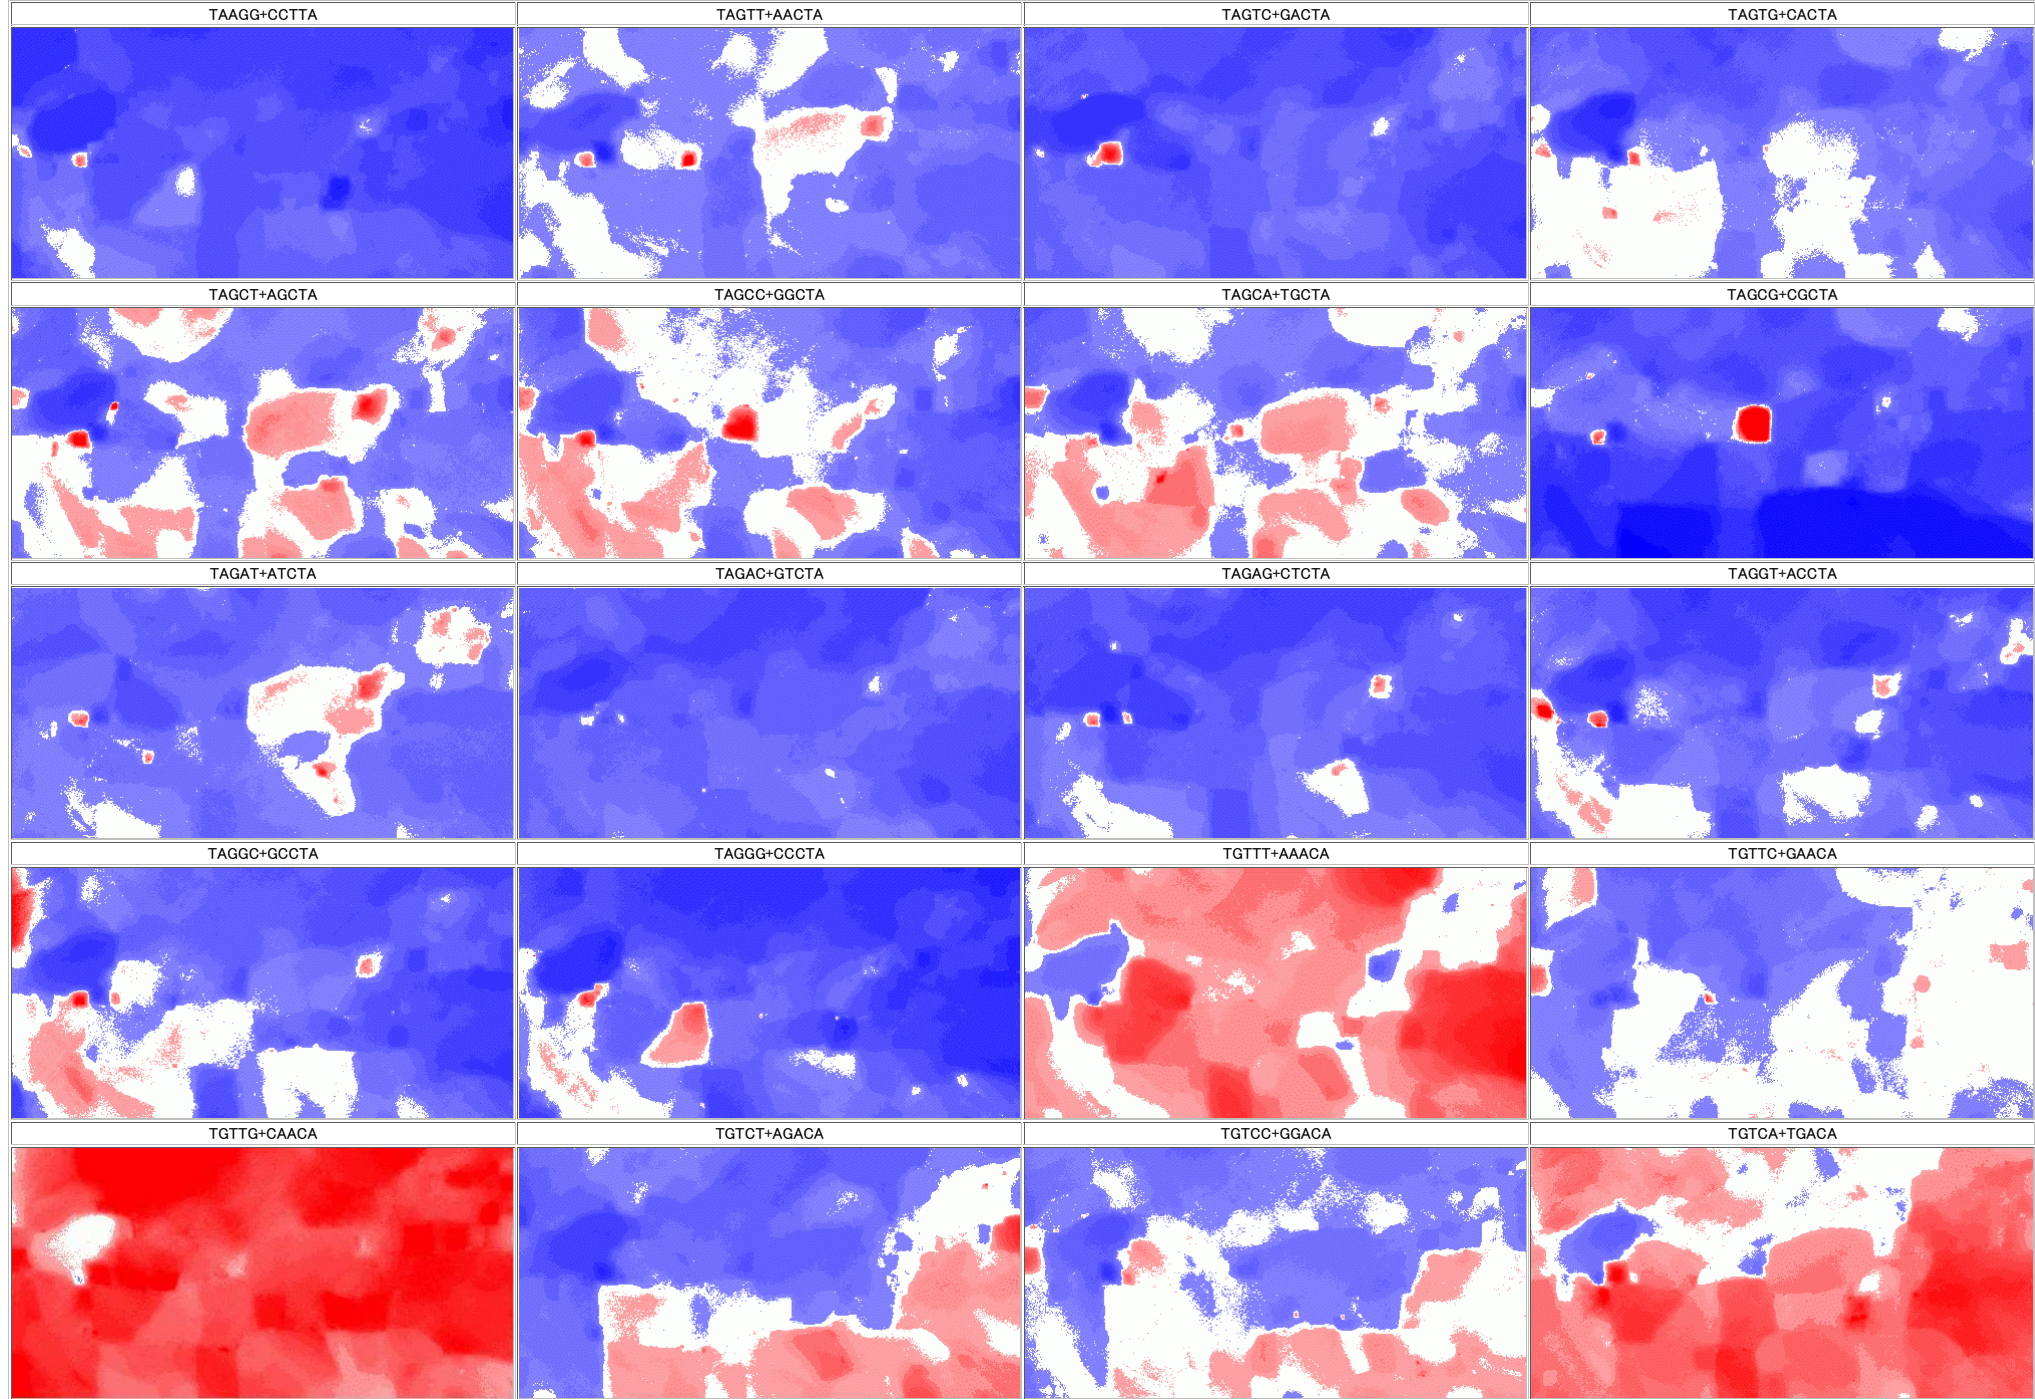 TAAGG+CCTTA TAGTT+AACTA TAGTC+GACTA TAGTG+CACTA
TAGCT+AGCTA TAGCC+GGCTA TAGCA+TGCTA TAGCG+CGCTA
TAGAT+ATCTA TAGAC+GTCTA TAGAG+CTCTA TAGGT+ACCTA
TAGGC+GCCTA TAGGG+CCCTA TGTTT+AAACA TGTTC+GAACA
TGTTG+CAACA TGTCT+AGACA TGTCC+GGACA TGTCA+TGACA